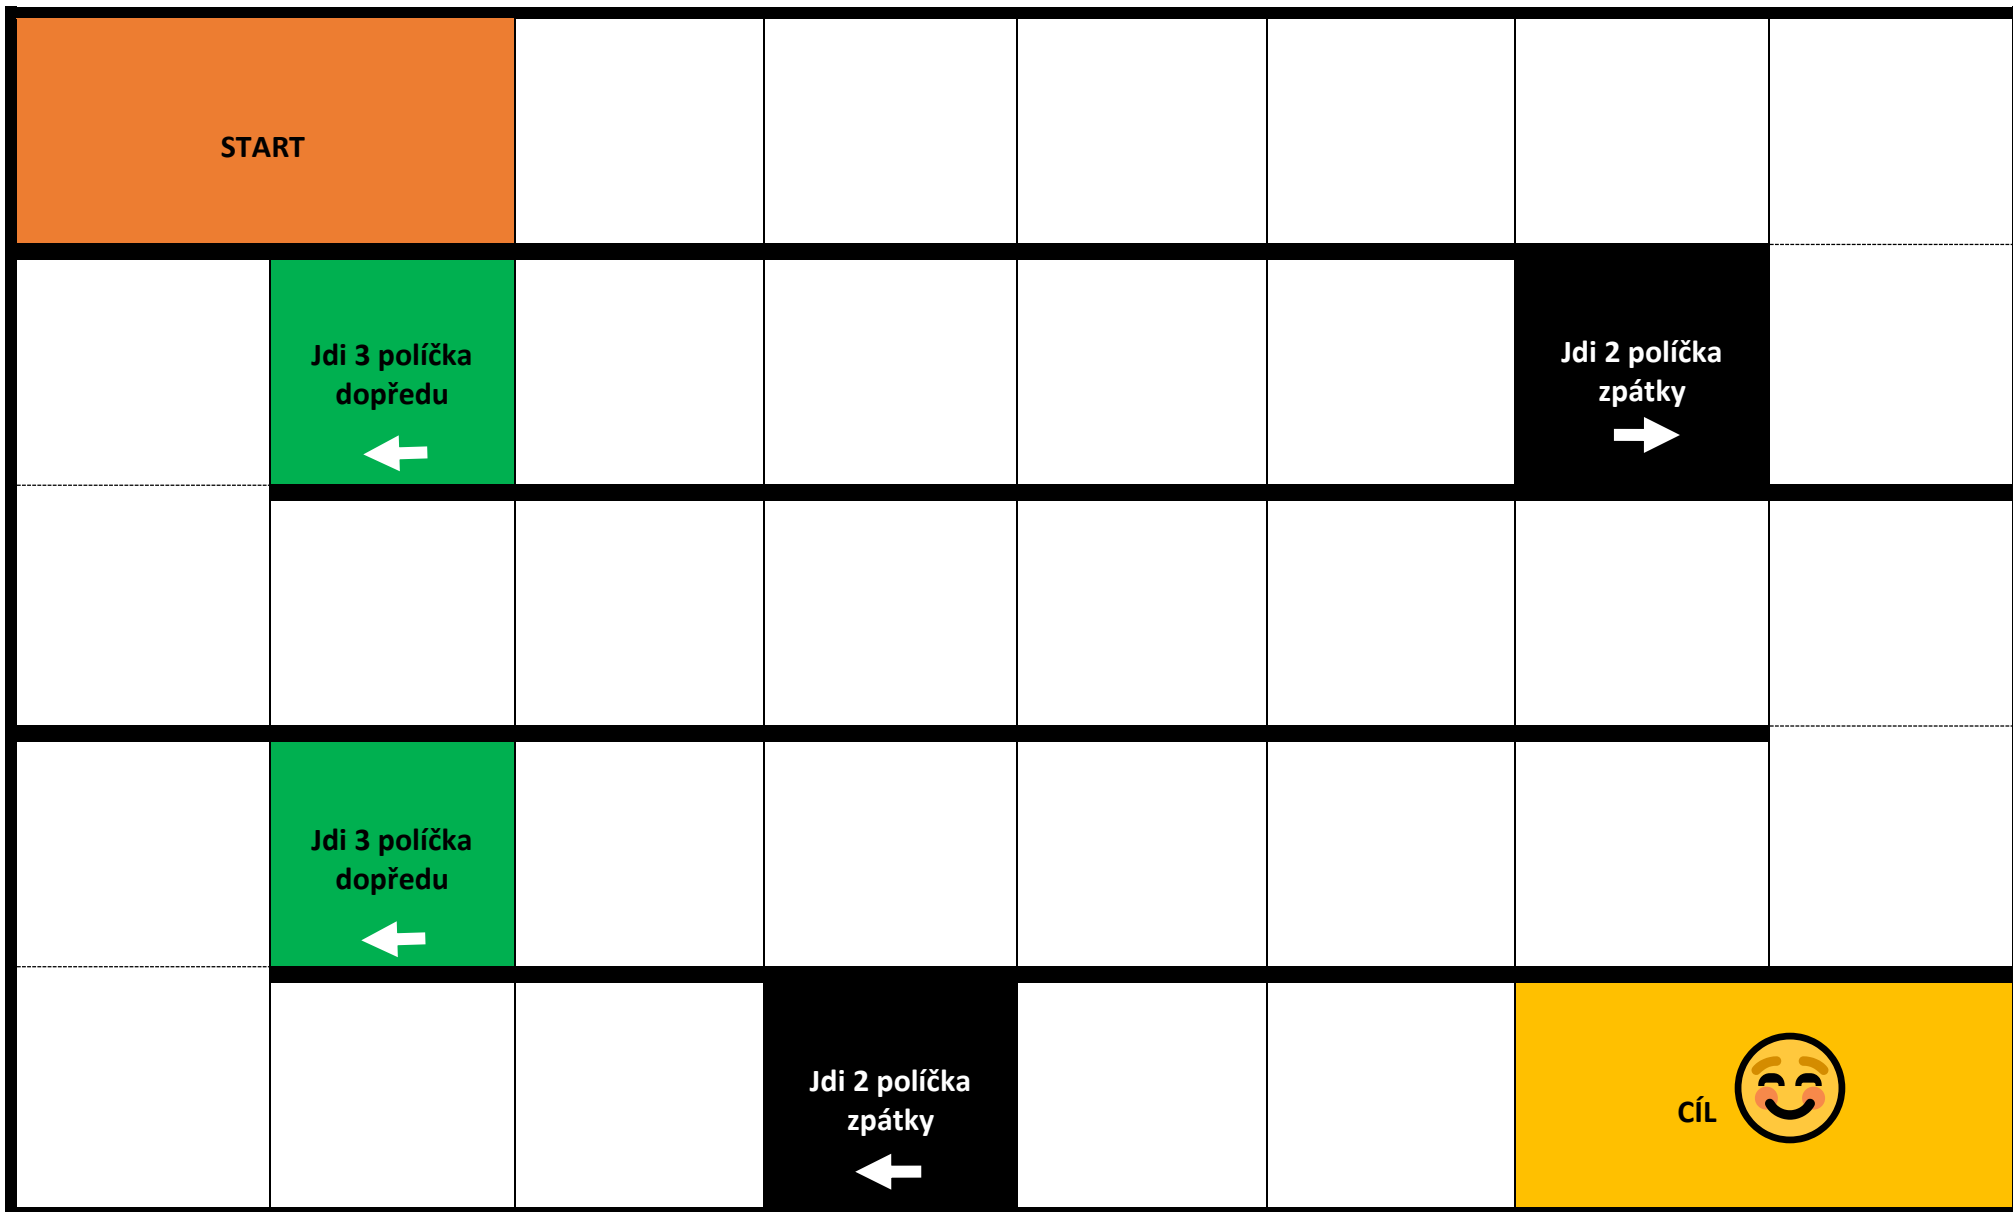 START
Jdi 3 políčka
dopředu
Jdi 2 políčka
zpátky
Jdi 3 políčka
dopředu
Jdi 2 políčka
zpátky
CÍL